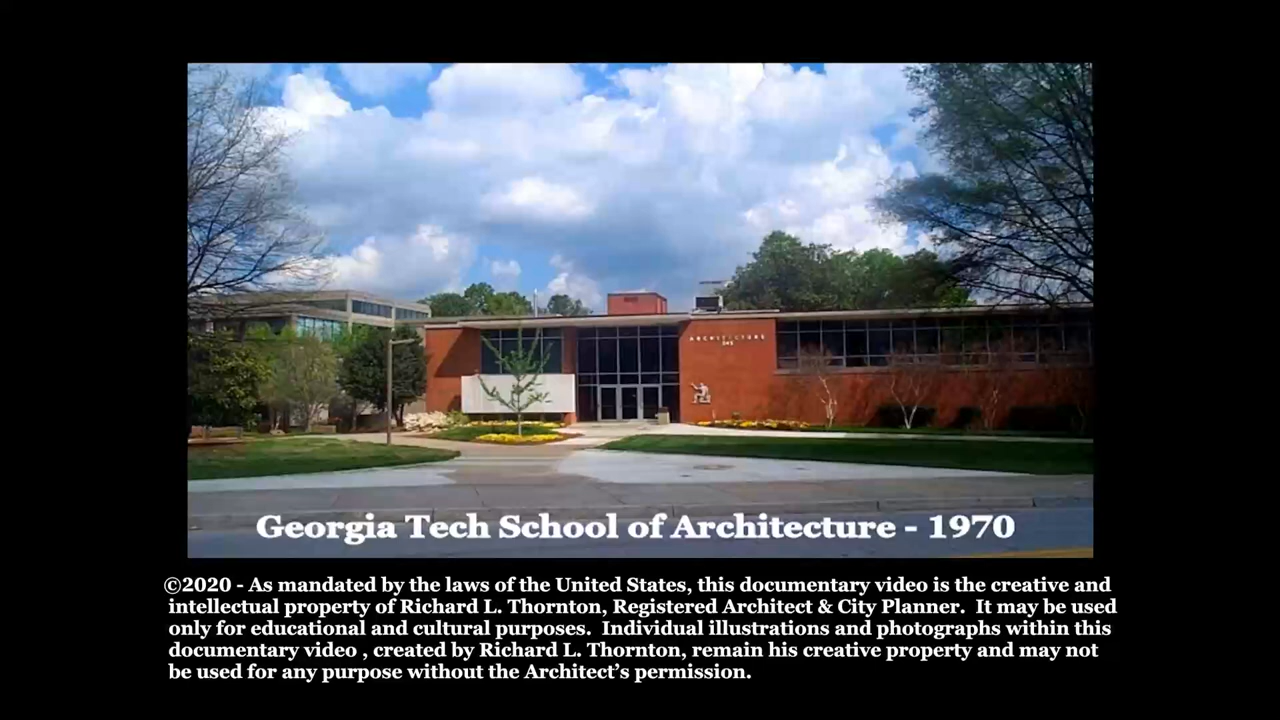 ARCHITECTURE
Georgia Tech School of Architecture - 1970
©2020 - As mandated by the laws of the United States, this documentary video is the creative and
intellectual property of Richard L. Thornton, Registered Architect & City Planner.  It may be used
only for educational and cultural purposes.  Individual illustrations and photographs within this
documentary video , created by Richard L. Thornton, remain his creative property and may not
be used for any purpose without the Architect's permission.